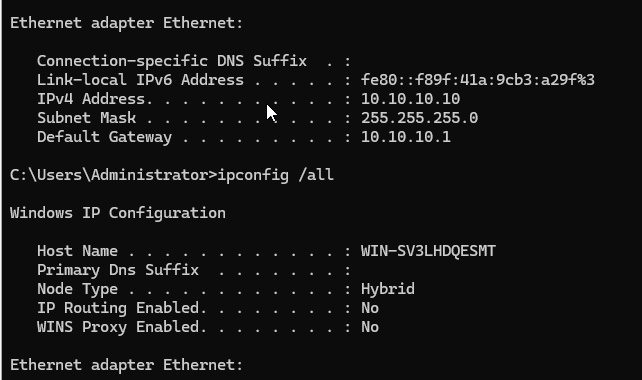 Ethernet adapter Ethernet:
Connection-specific DNS Suffix  . :
Link-local IPv6 Address . . . . . : fe80::f89f:41a:9cb3:a29f%3
IPv4 Address. . . . . . . . . . . : 10.10.10.10
Subnet Mask . . . . . . . . . . . : 255.255.255.0
Default Gateway . . . . . . . . . : 10.10.10.1
C:\Users\Administrator>ipconfig /all
Windows IP Configuration
Host Name . . . . . . . . . . . . : WIN-SV3LHDQESMT
Primary Dns Suffix  . . . . . . . :
Node Type . . . . . . . . . . . . : Hybrid
IP Routing Enabled. . . . . . . . : No
WINS Proxy Enabled. . . . . . . . : No
Ethernet adapter Ethernet: